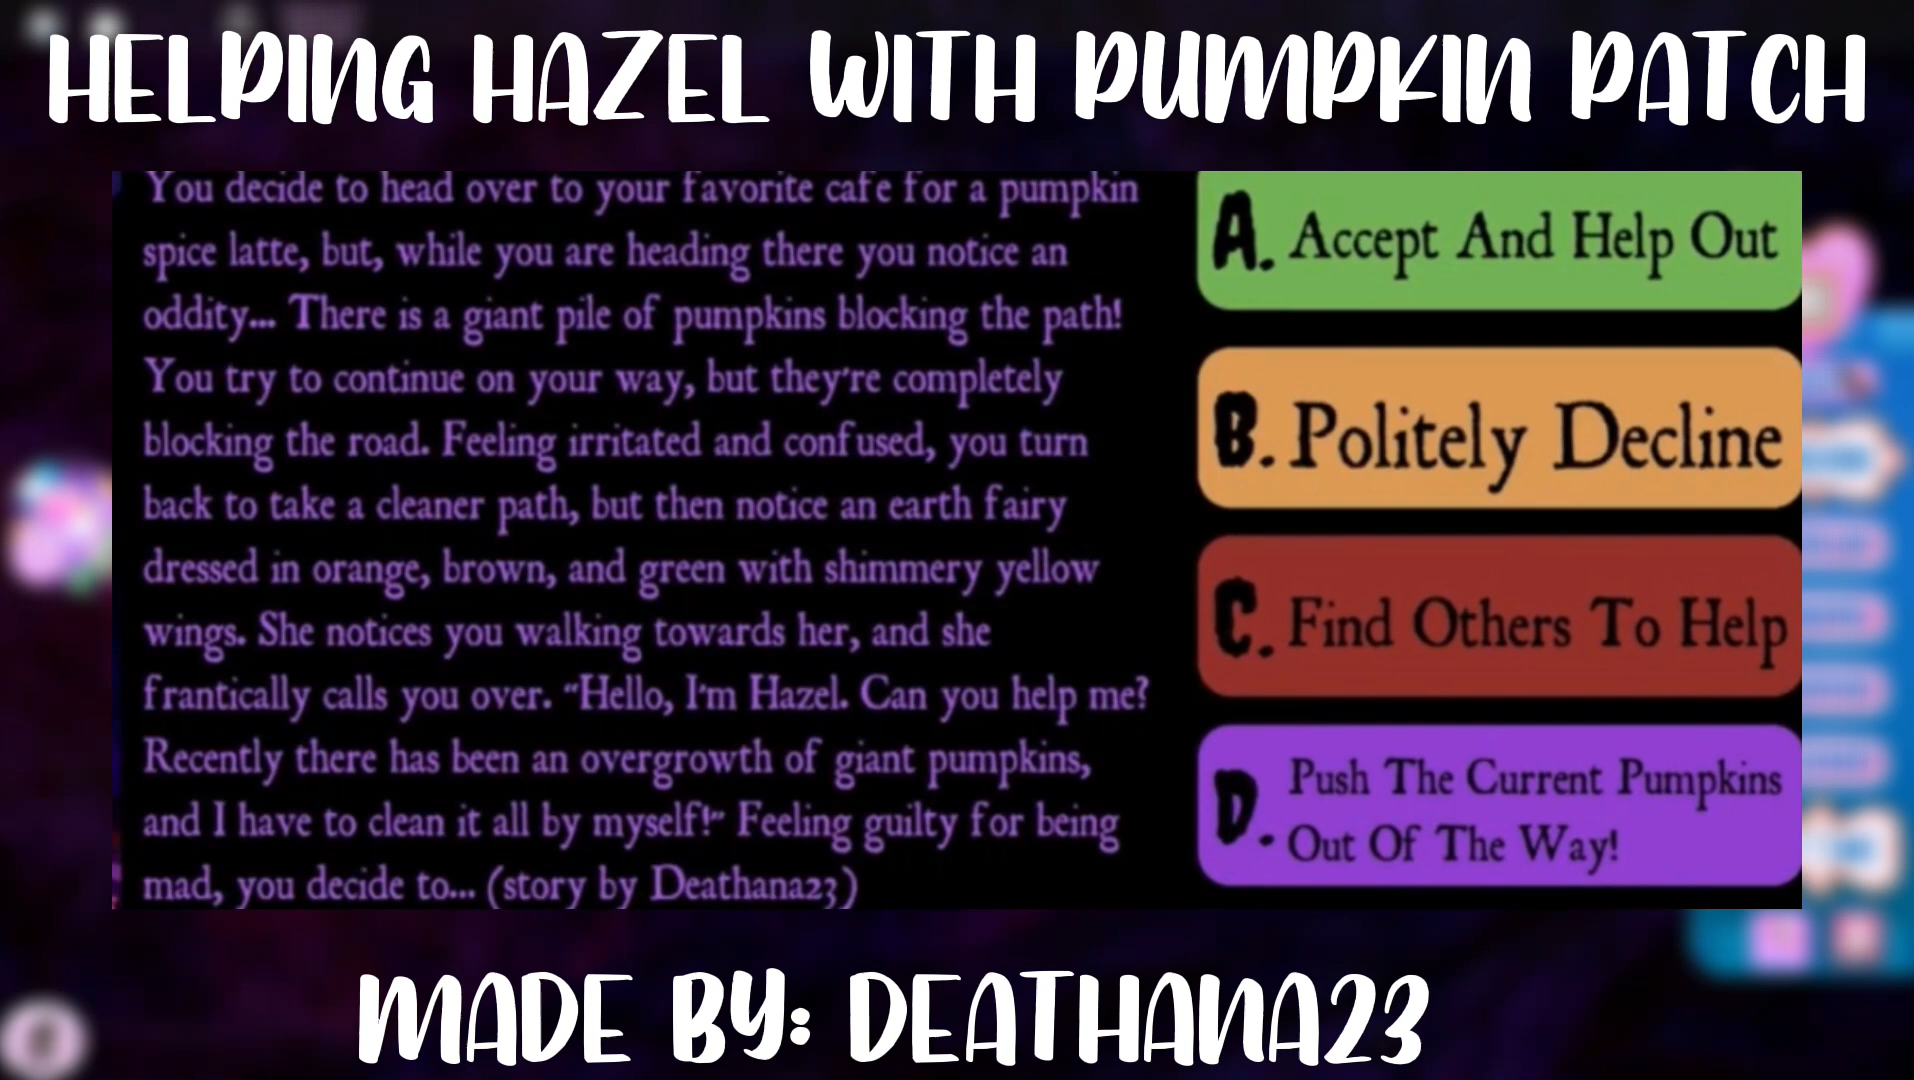 HELPING HAZEL WITH PUMPKIN PATCH
You decide to head over to your favorite cafe for a pumpkin
spice latte, but, while you are heading there you notice an
oddity... There is a giant pile of pumpkins blocking the path!
You try to continue on your way, but they're completely
blocking the road. Feeling irritated and confused, you turn
back to take a cleaner path, but then notice an earth fairy
dressed in orange, brown, and green with shimmery yellow
wings. She notices you walking towards her, and she
frantically calls you over. "Hello, I'm Hazel. Can you help me?
Recently there has been an overgrowth of giant pumpkins,
and I have to clean it all by myself!" Feeling guilty for being
mad, you decide to... (story by Deathana23)
A. Accept And Help Out
B. Politely Decline
C. Find Others To Help
D. Push The Current Pumpkins
Out Of The Way!
MADE BY: DEATHANA23